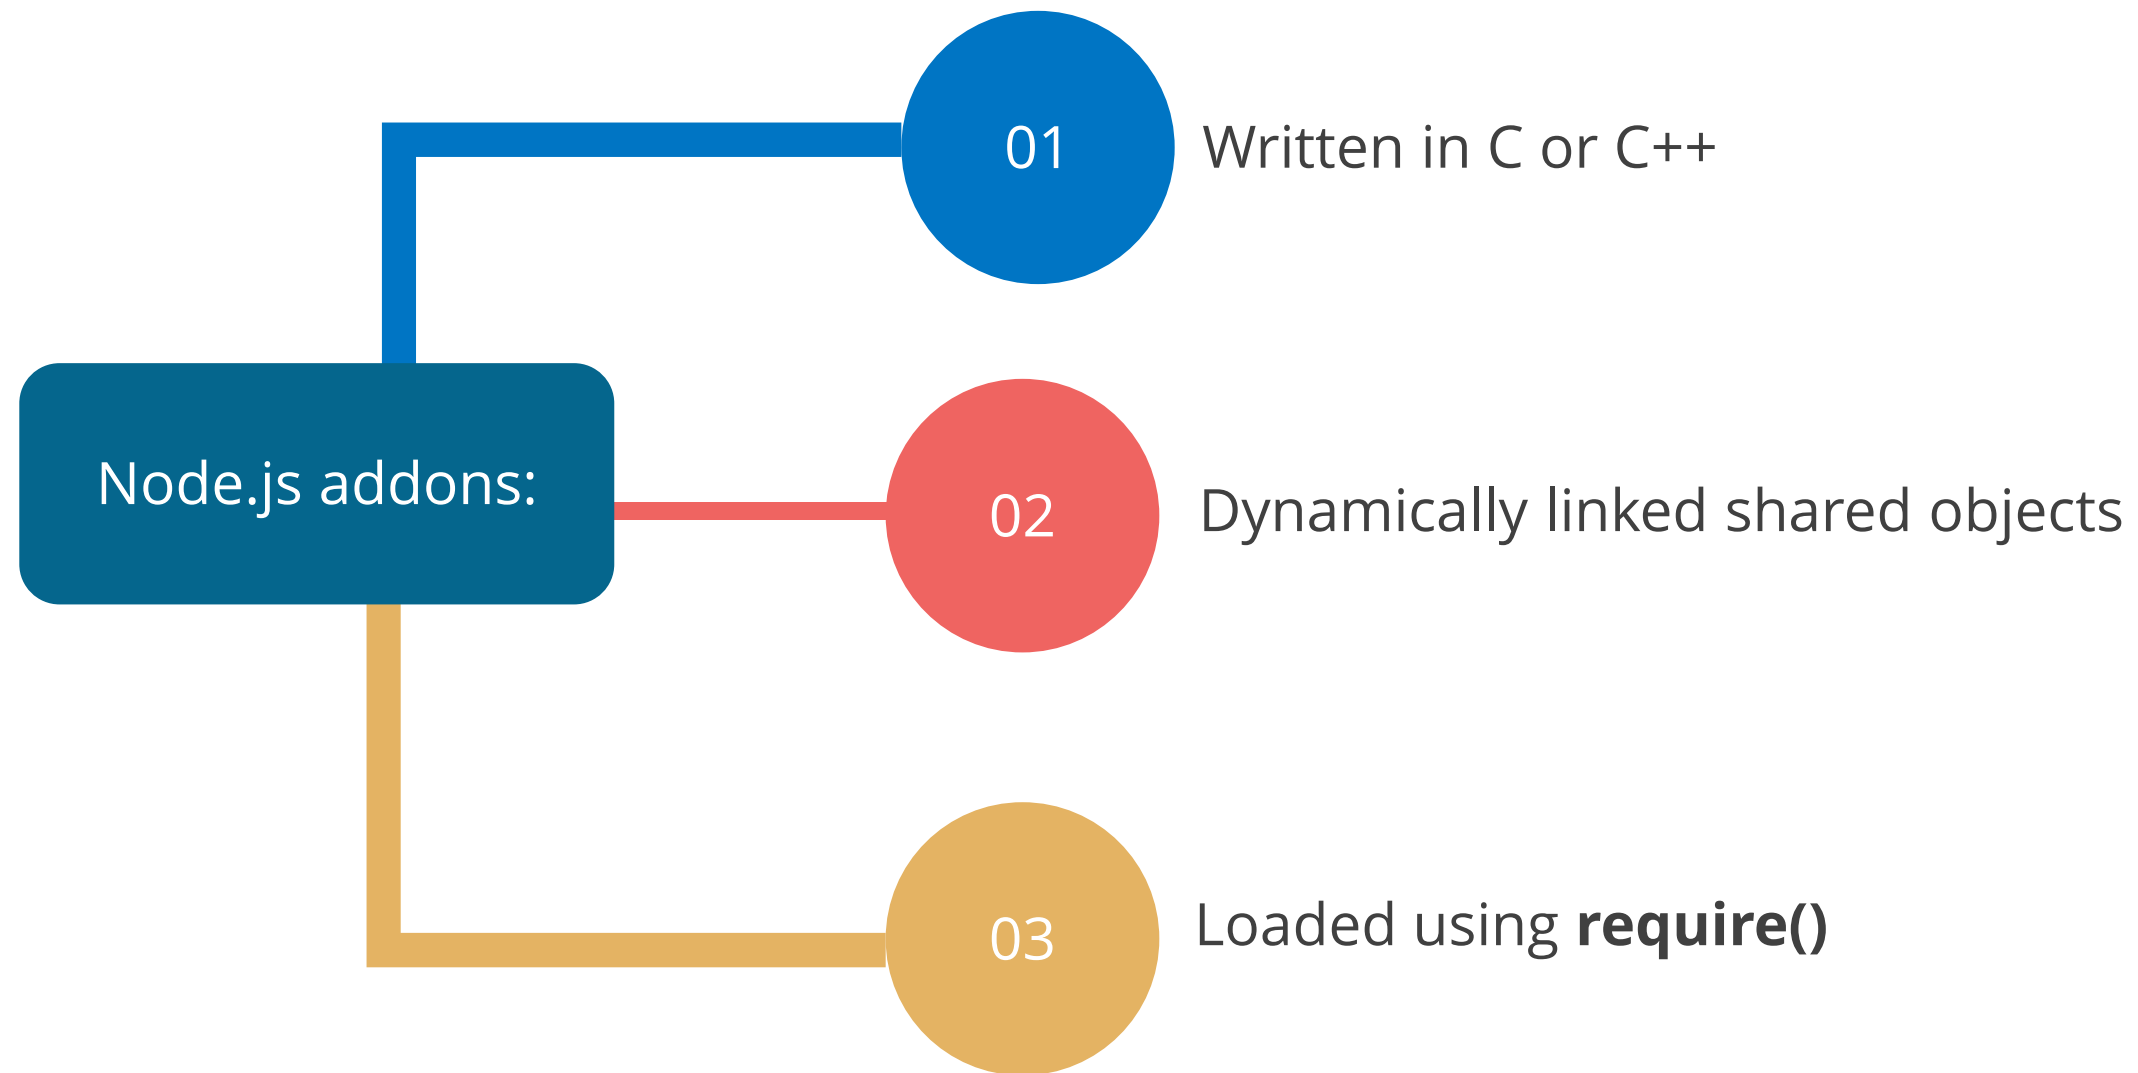 01
Written in C or C++
Node.js addons:
02
Dynamically linked shared objects
03
Loaded using require()